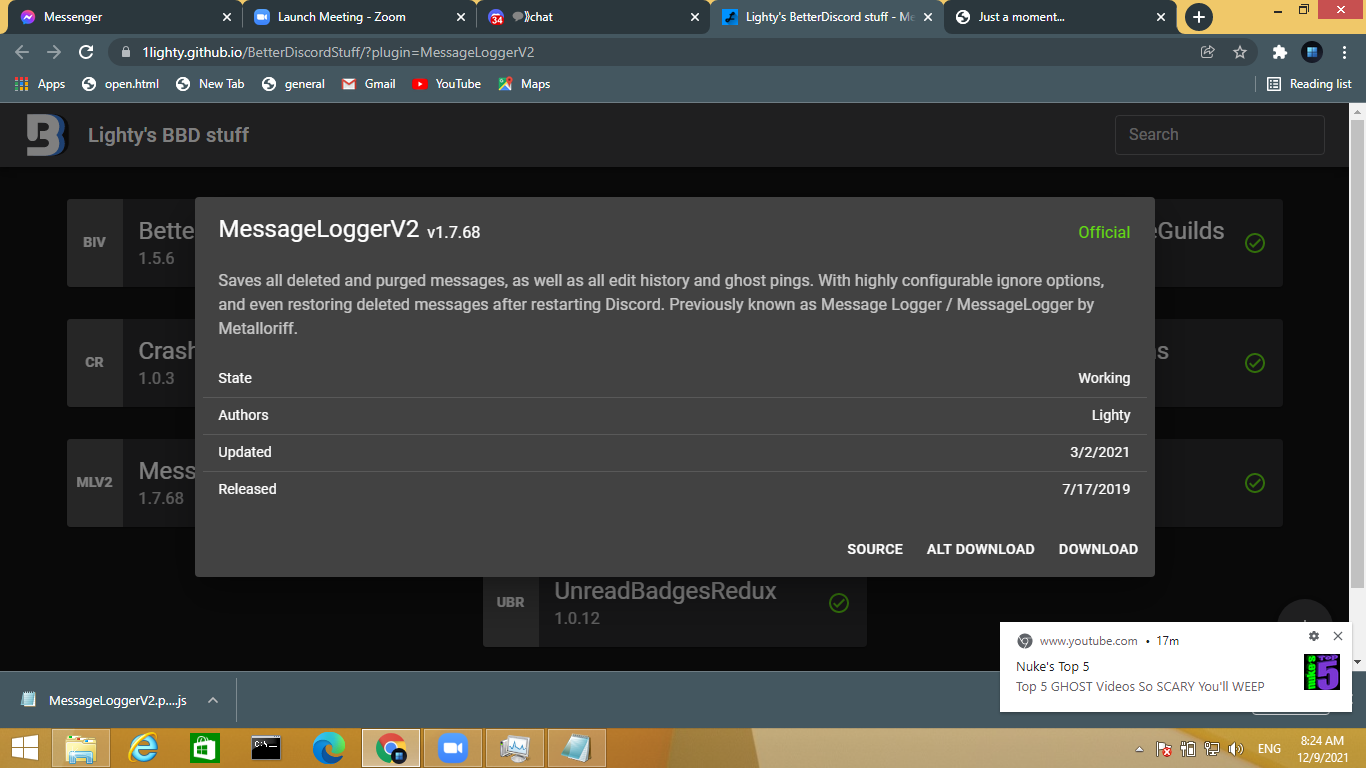 Messenger
Launch Meeting - Zoom
34
chat
Lighty's BetterDiscord stuff - Me
Just a moment...
1lighty.github.io/BetterDiscordStuff/?plugin=MessageLoggerV2
Apps
open.html
New Tab
general
Gmail
YouTube
Maps
Reading list
Lighty's BBD stuff
Search
BIV
Bette
1.5.6
eGuilds
CR
Crash
1.0.3
s
MLV2
Mess
1.7.68
MessageLoggerV2 v1.7.68
Official
Saves all deleted and purged messages, as well as all edit history and ghost pings. With highly configurable ignore options,
and even restoring deleted messages after restarting Discord. Previously known as Message Logger / MessageLogger by
Metalloriff.
State
Working
Authors
Lighty
Updated
3/2/2021
Released
7/17/2019
SOURCE
ALT DOWNLOAD
DOWNLOAD
UBR
UnreadBadgesRedux
1.0.12
www.youtube.com • 17m
Nuke's Top 5
Top 5 GHOST Videos So SCARY You'll WEEP
nuke's TOP 5
MessageLoggerV2.p....js
C:\_
ENG
8:24 AM
12/9/2021